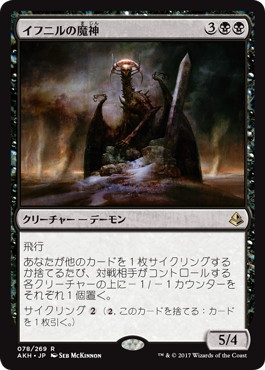 イフニルの魔神
まじん
3
クリーチャー ― デーモン
飛行
あなたが他のカードを1枚サイクリングする
か捨てるたび、対戦相手がコントロールする
各クリーチャーの上に-1/-1カウンターを
それぞれ1個置く。
サイクリング 2 (2, このカードを捨てる:カー
ドを1枚引く。)
5/4
078/269 R
AKH・JP SEB MCKINNON
™ & © 2017 Wizards of the Coast